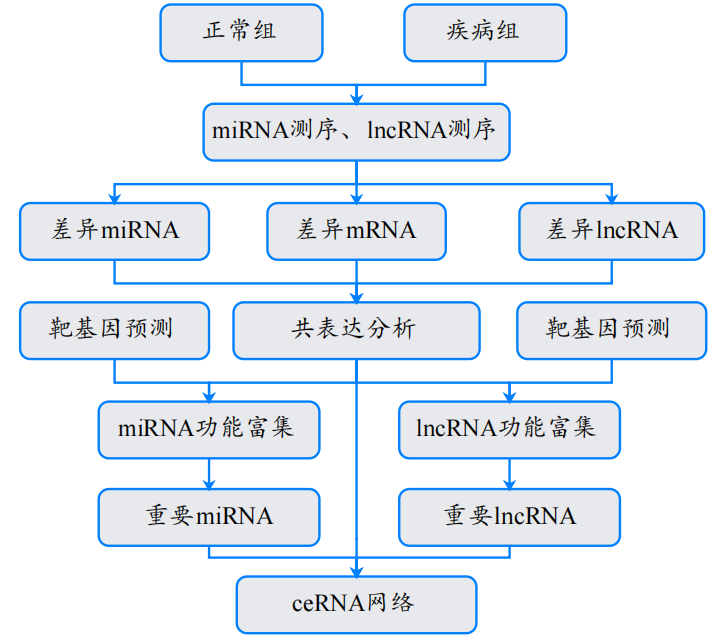 正常组
疾病组
miRNA测序、lncRNA测序
差异miRNA
差异mRNA
差异lncRNA
靶基因预测
共表达分析
靶基因预测
miRNA功能富集
lncRNA功能富集
重要miRNA
重要lncRNA
ceRNA网络